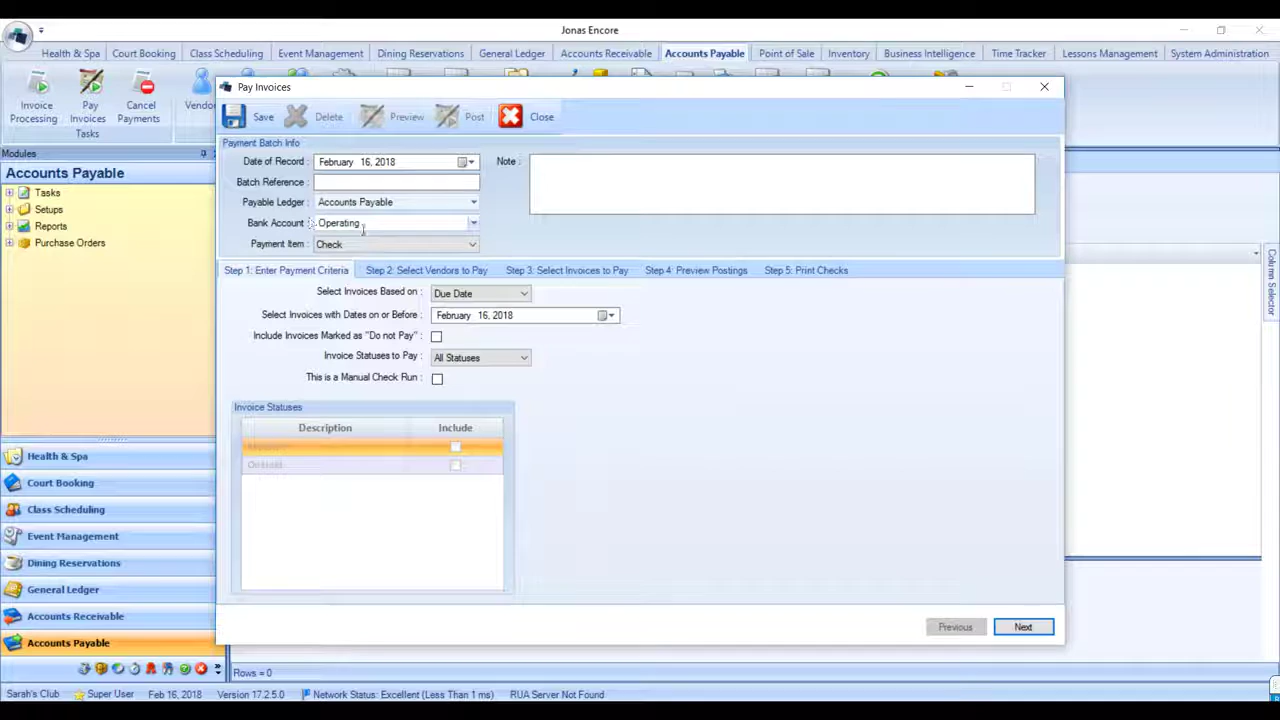 Jonas Encore
Health & Spa Court Booking Class Scheduling Event Management Dining Reservations General Ledger Accounts Receivable Accounts Payable Point of Sale Inventory Business Intelligence Time Tracker Lessons Management System Administration
Invoice Processing
Pay Invoices
Cancel Payments
Vendo
Tasks
Modules
Accounts Payable
Tasks
Setups
Reports
Purchase Orders
Health & Spa
Court Booking
Class Scheduling
Event Management
Dining Reservations
General Ledger
Accounts Receivable
Accounts Payable
Pay Invoices
Save Delete Preview Post Close
Payment Batch Info
Date of Record : February 16, 2018
Note :
Batch Reference :
Payable Ledger : Accounts Payable
Bank Account : Operating
Payment Item : Check
Step 1: Enter Payment Criteria Step 2: Select Vendors to Pay Step 3: Select Invoices to Pay Step 4: Preview Postings Step 5: Print Checks
Select Invoices Based on : Due Date
Select Invoices with Dates on or Before : February 16, 2018
Include Invoices Marked as "Do not Pay" :
Invoice Statuses to Pay : All Statuses
This is a Manual Check Run :
Invoice Statuses
Description Include
Previous Next
Column Selector
Rows = 0
Sarah's Club Super User Feb 16, 2018 Version 17.2.5.0 Network Status: Excellent (Less Than 1 ms) RUA Server Not Found